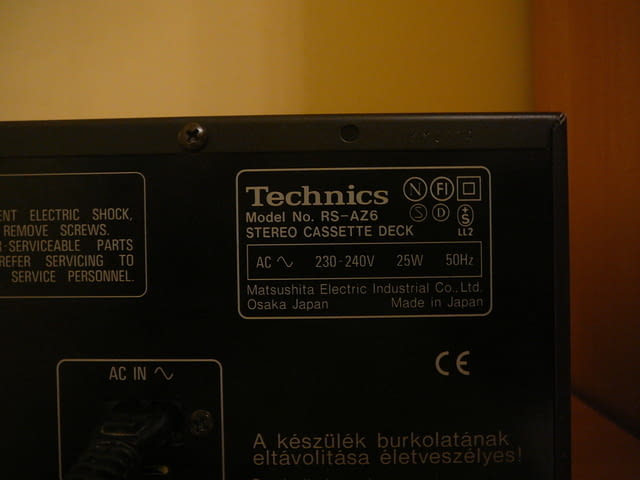 ENT ELECTRIC SHOCK,
REMOVE SCREWS.
R-SERVICEABLE PARTS
REFER SERVICING TO
SERVICE PERSONNEL.
Technics
N FI
Model No. RS-AZ6
S D +S
STEREO CASSETTE DECK
LL2
AC 230-240V 25W 50Hz
Matsushita Electric Industrial Co., Ltd.
Osaka Japan Made in Japan
CE
AC IN
A készülék burkolatának
eltávolitása életveszélyes!